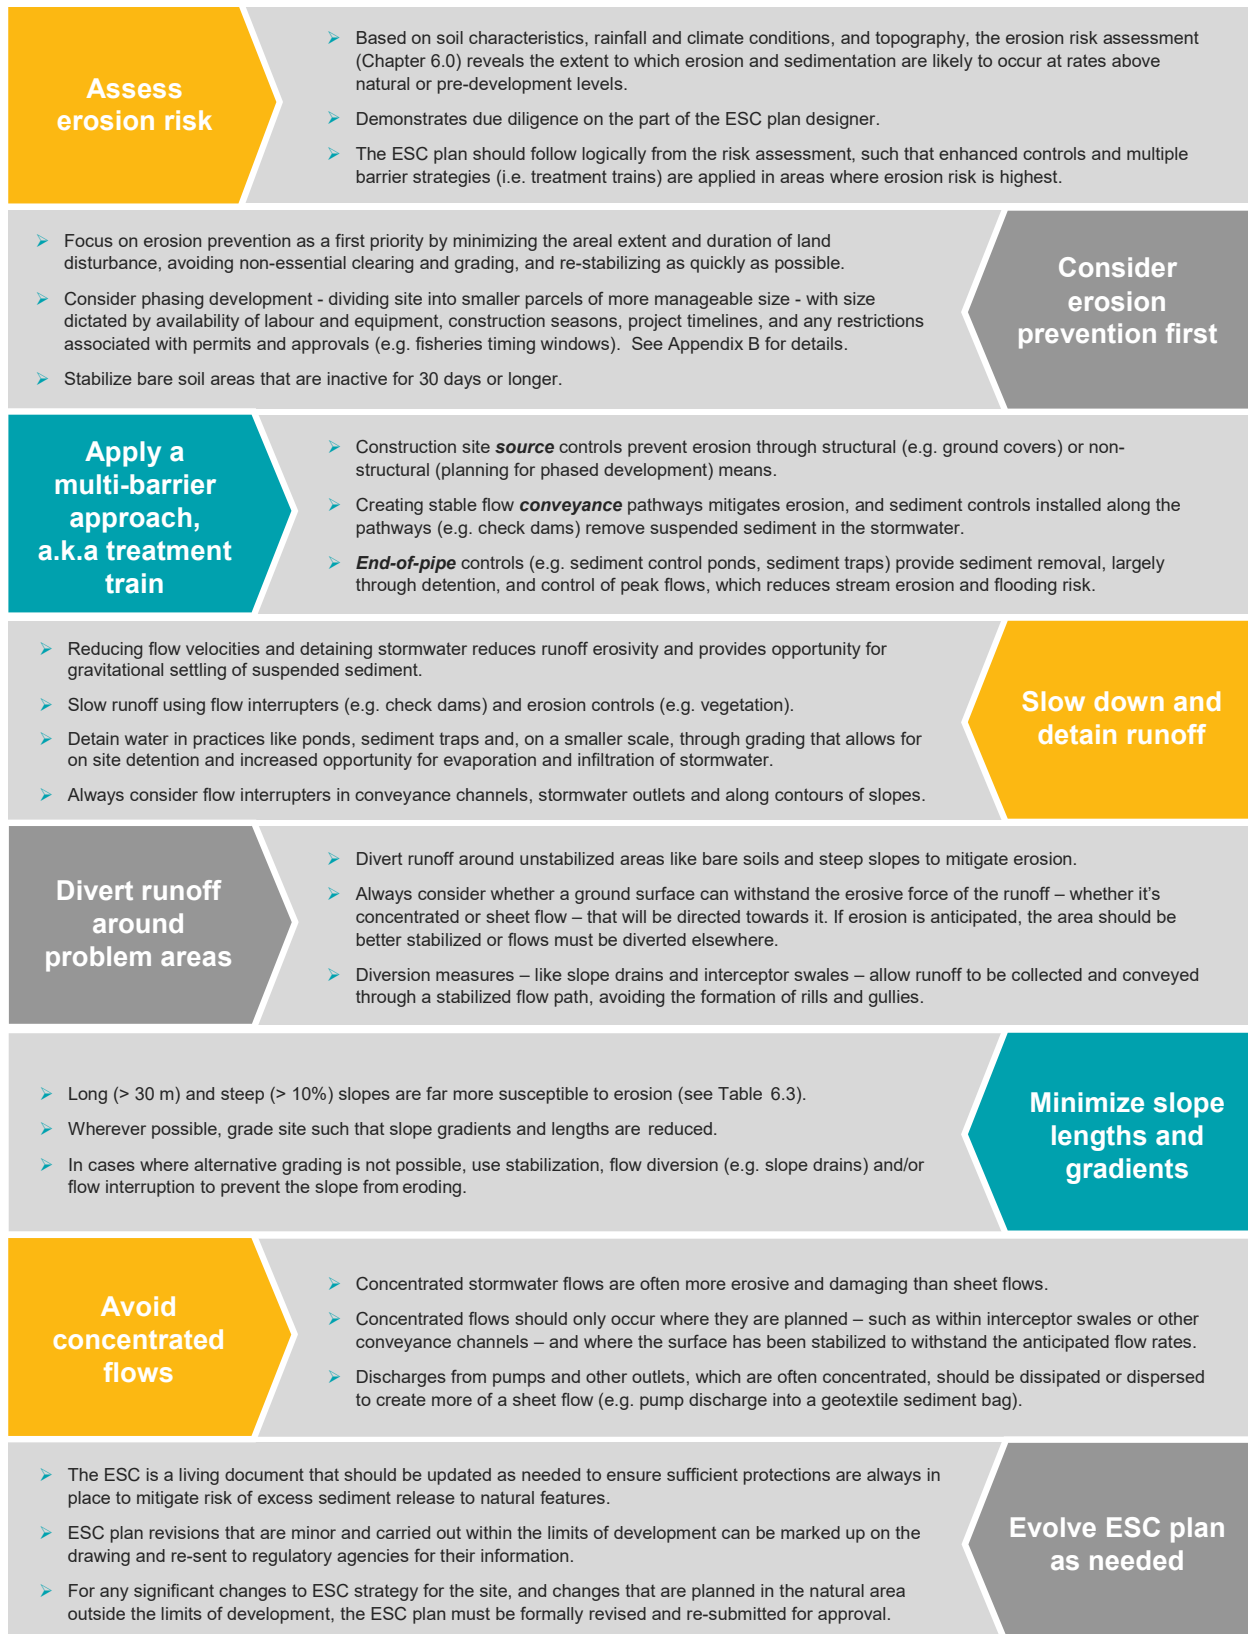 Assess
erosion risk
Based on soil characteristics, rainfall and climate conditions, and topography, the erosion risk assessment
(Chapter 6.0) reveals the extent to which erosion and sedimentation are likely to occur at rates above
natural or pre-development levels.
Demonstrates due diligence on the part of the ESC plan designer.
The ESC plan should follow logically from the risk assessment, such that enhanced controls and multiple
barrier strategies (i.e. treatment trains) are applied in areas where erosion risk is highest.
Focus on erosion prevention as a first priority by minimizing the areal extent and duration of land
disturbance, avoiding non-essential clearing and grading, and re-stabilizing as quickly as possible.
Consider phasing development - dividing site into smaller parcels of more manageable size - with size
dictated by availability of labour and equipment, construction seasons, project timelines, and any restrictions
associated with permits and approvals (e.g. fisheries timing windows). See Appendix B for details.
Stabilize bare soil areas that are inactive for 30 days or longer.
Consider
erosion
prevention first
Apply a
multi-barrier
approach,
a.k.a treatment
train
Construction site source controls prevent erosion through structural (e.g. ground covers) or non-
structural (planning for phased development) means.
Creating stable flow conveyance pathways mitigates erosion, and sediment controls installed along the
pathways (e.g. check dams) remove suspended sediment in the stormwater.
End-of-pipe controls (e.g. sediment control ponds, sediment traps) provide sediment removal, largely
through detention, and control of peak flows, which reduces stream erosion and flooding risk.
Reducing flow velocities and detaining stormwater reduces runoff erosivity and provides opportunity for
gravitational settling of suspended sediment.
Slow runoff using flow interrupters (e.g. check dams) and erosion controls (e.g. vegetation).
Detain water in practices like ponds, sediment traps and, on a smaller scale, through grading that allows for
on site detention and increased opportunity for evaporation and infiltration of stormwater.
Always consider flow interrupters in conveyance channels, stormwater outlets and along contours of slopes.
Slow down and
detain runoff
Divert runoff
around
problem areas
Divert runoff around unstabilized areas like bare soils and steep slopes to mitigate erosion.
Always consider whether a ground surface can withstand the erosive force of the runoff – whether it's
concentrated or sheet flow – that will be directed towards it. If erosion is anticipated, the area should be
better stabilized or flows must be diverted elsewhere.
Diversion measures – like slope drains and interceptor swales – allow runoff to be collected and conveyed
through a stabilized flow path, avoiding the formation of rills and gullies.
Long (> 30 m) and steep (> 10%) slopes are far more susceptible to erosion (see Table 6.3).
Wherever possible, grade site such that slope gradients and lengths are reduced.
In cases where alternative grading is not possible, use stabilization, flow diversion (e.g. slope drains) and/or
flow interruption to prevent the slope from eroding.
Minimize slope
lengths and
gradients
Avoid
concentrated
flows
Concentrated stormwater flows are often more erosive and damaging than sheet flows.
Concentrated flows should only occur where they are planned – such as within interceptor swales or other
conveyance channels – and where the surface has been stabilized to withstand the anticipated flow rates.
Discharges from pumps and other outlets, which are often concentrated, should be dissipated or dispersed
to create more of a sheet flow (e.g. pump discharge into a geotextile sediment bag).
The ESC is a living document that should be updated as needed to ensure sufficient protections are always in
place to mitigate risk of excess sediment release to natural features.
ESC plan revisions that are minor and carried out within the limits of development can be marked up on the
drawing and re-sent to regulatory agencies for their information.
For any significant changes to ESC strategy for the site, and changes that are planned in the natural area
outside the limits of development, the ESC plan must be formally revised and re-submitted for approval.
Evolve ESC plan
as needed